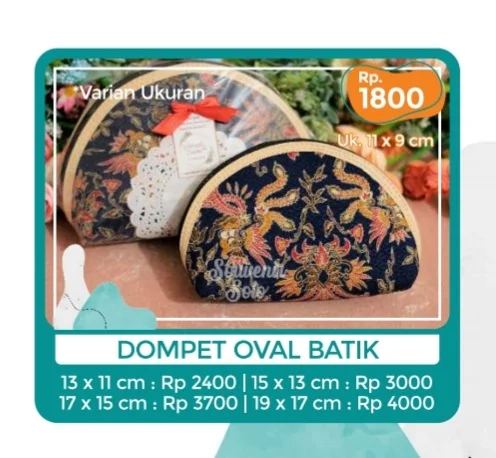 *Varian Ukuran
Rp.
1800
Uk. 11 x 9 cm
Souvenir
Solo
DOMPET OVAL BATIK
13 x 11 cm : Rp 2400 | 15 x 13 cm : Rp 3000
17 x 15 cm : Rp 3700 | 19 x 17 cm : Rp 4000